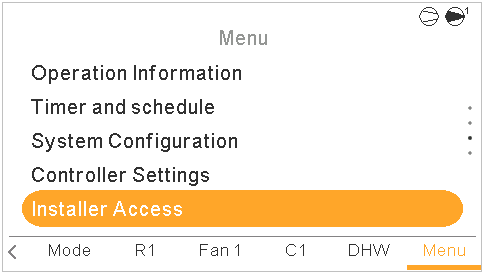 1
Menu
Operation Information
Timer and schedule
System Configuration
Controller Settings
Installer Access
< Mode R1 Fan 1 C1 DHW Menu